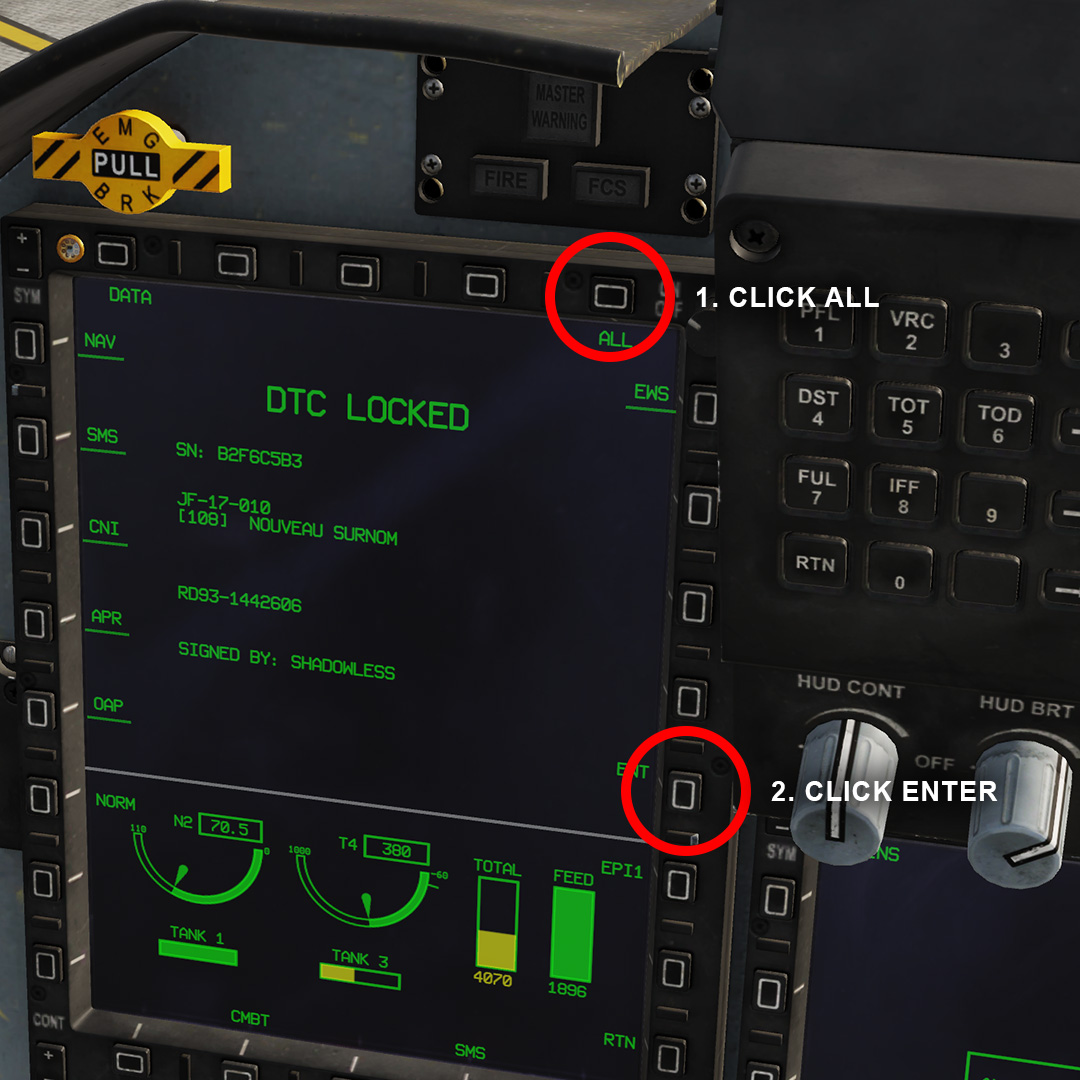 MASTER
WARNING
EMG
PULL
BRK
FIRE
FCS
+
-
SYM
DATA
1. CLICK ALL
ALL
NAV
EWS
DTC LOCKED
SMS
SN: B2F6C5B3
JF-17-010
[108] NOUVEAU SURNOM
CNI
RD93-1442606
APR
SIGNED BY: SHADOWLESS
OAP
ENT
2. CLICK ENTER
PFL
1
VRC
2
3
DST
4
TOT
5
TOD
6
FUL
7
IFF
8
9
RTN
0
HUD CONT
HUD BRT
OFF
SYM
NORM
N2 70.5
110
0
T4 380
1000
-60
TOTAL
FEED
EPI1
TANK 1
TANK 3
4070
1896
CMBT
SMS
RTN
CONT
+